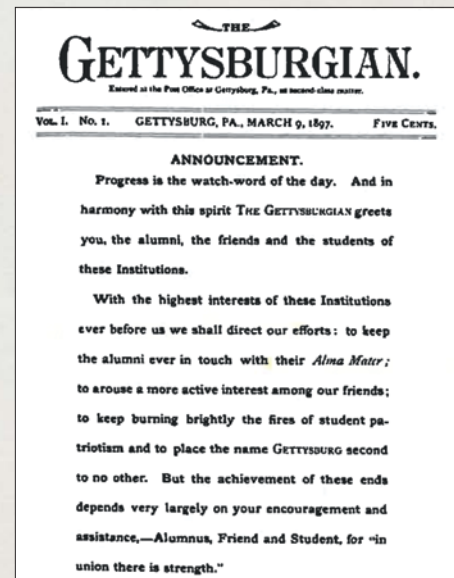 THE
GETTYSBURGIAN.
Entered at the Post Office at Gettysburg, Pa., as second-class matter.
VOL. I. No. 1. GETTYSBURG, PA., MARCH 9, 1897. FIVE CENTS.
ANNOUNCEMENT.
Progress is the watch-word of the day. And in
harmony with this spirit THE GETTYSBURGIAN greets
you, the alumni, the friends and the students of
these Institutions.
With the highest interests of these Institutions
ever before us we shall direct our efforts: to keep
the alumni ever in touch with their Alma Mater;
to arouse a more active interest among our friends;
to keep burning brightly the fires of student pa-
triotism and to place the name GETTYSBURG second
to no other. But the achievement of these ends
depends very largely on your encouragement and
assistance,—Alumnus, Friend and Student, for "in
union there is strength."